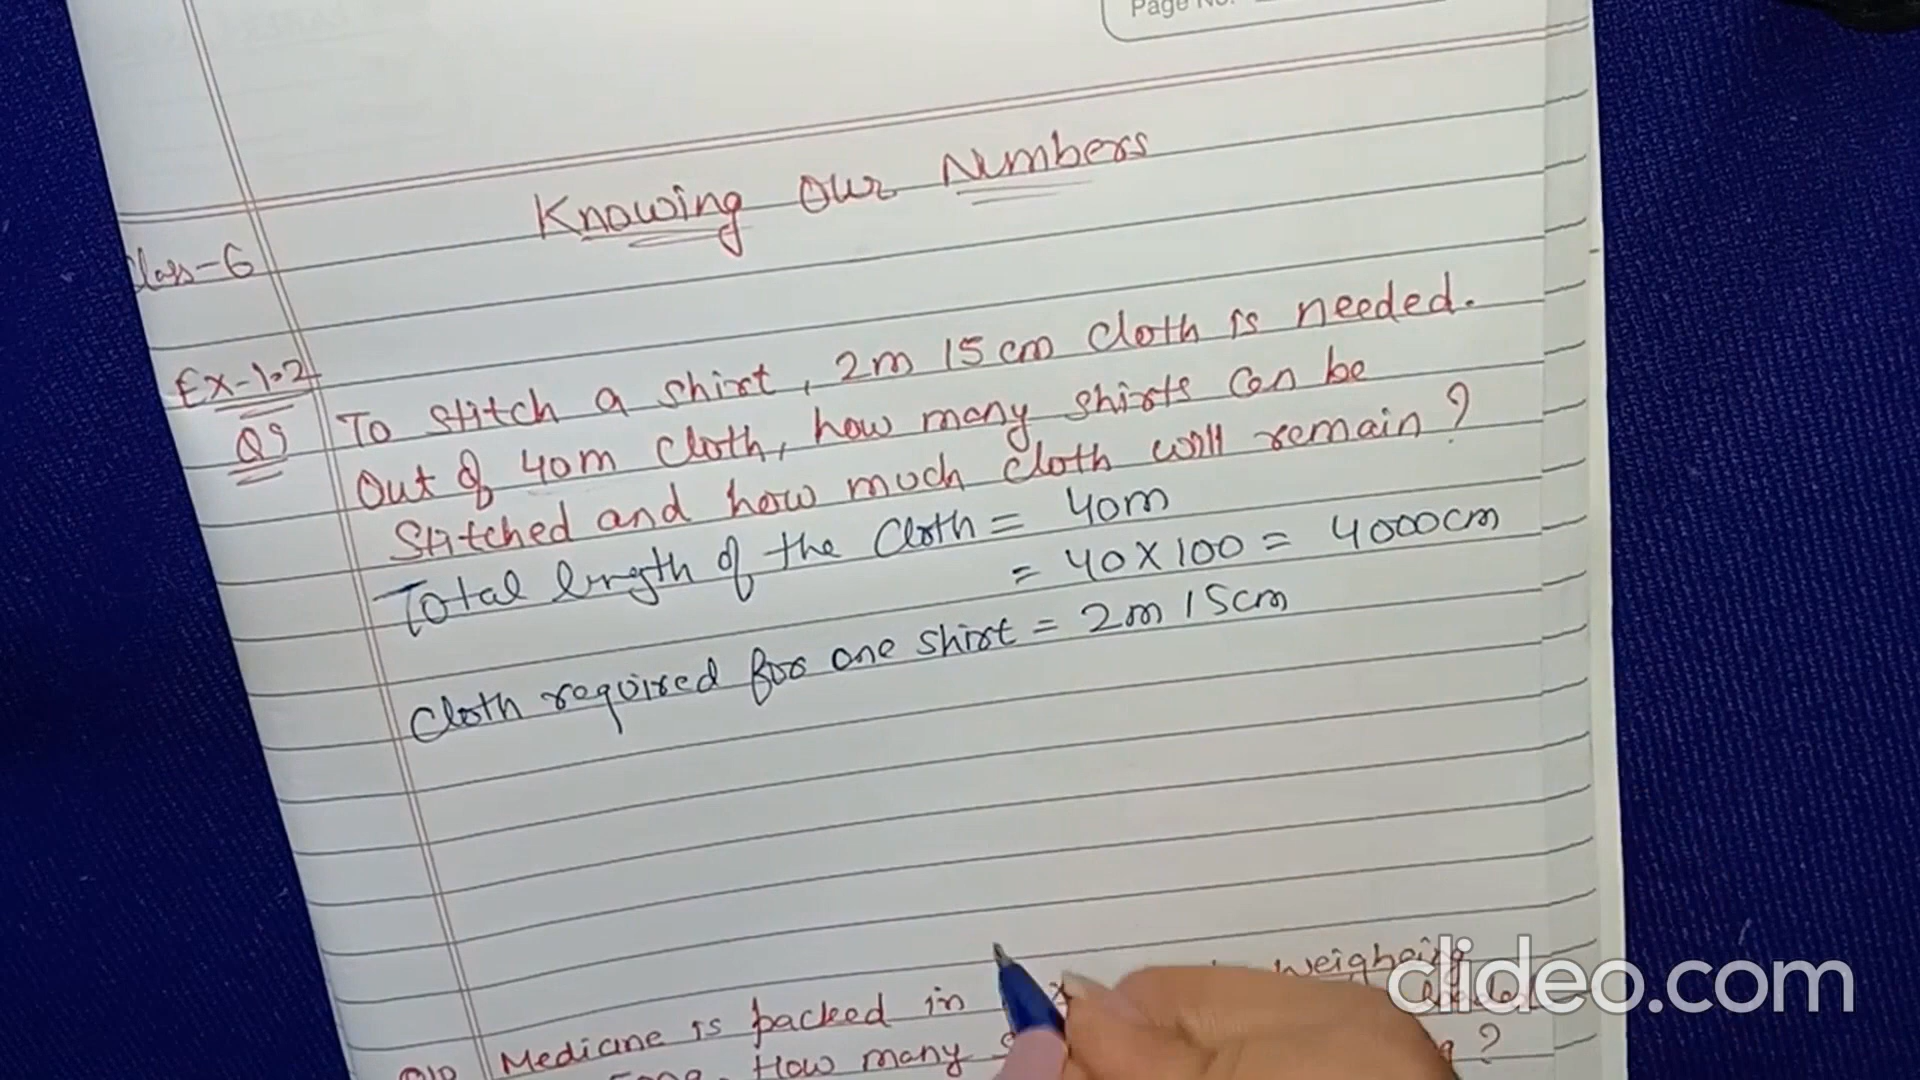 Page No.
Knowing Our Numbers
Class-6
Ex-1.2
Q9 To stitch a shirt, 2m 15cm cloth is needed.
Out of 40m cloth, how many shirts can be
Stitched and how much cloth will remain?
Total length of the cloth = 40m
= 40 X 100 = 4000cm
Cloth required for one shirt = 2m 15cm
Medicine is packed in weigheing
How many ?
clideo.com